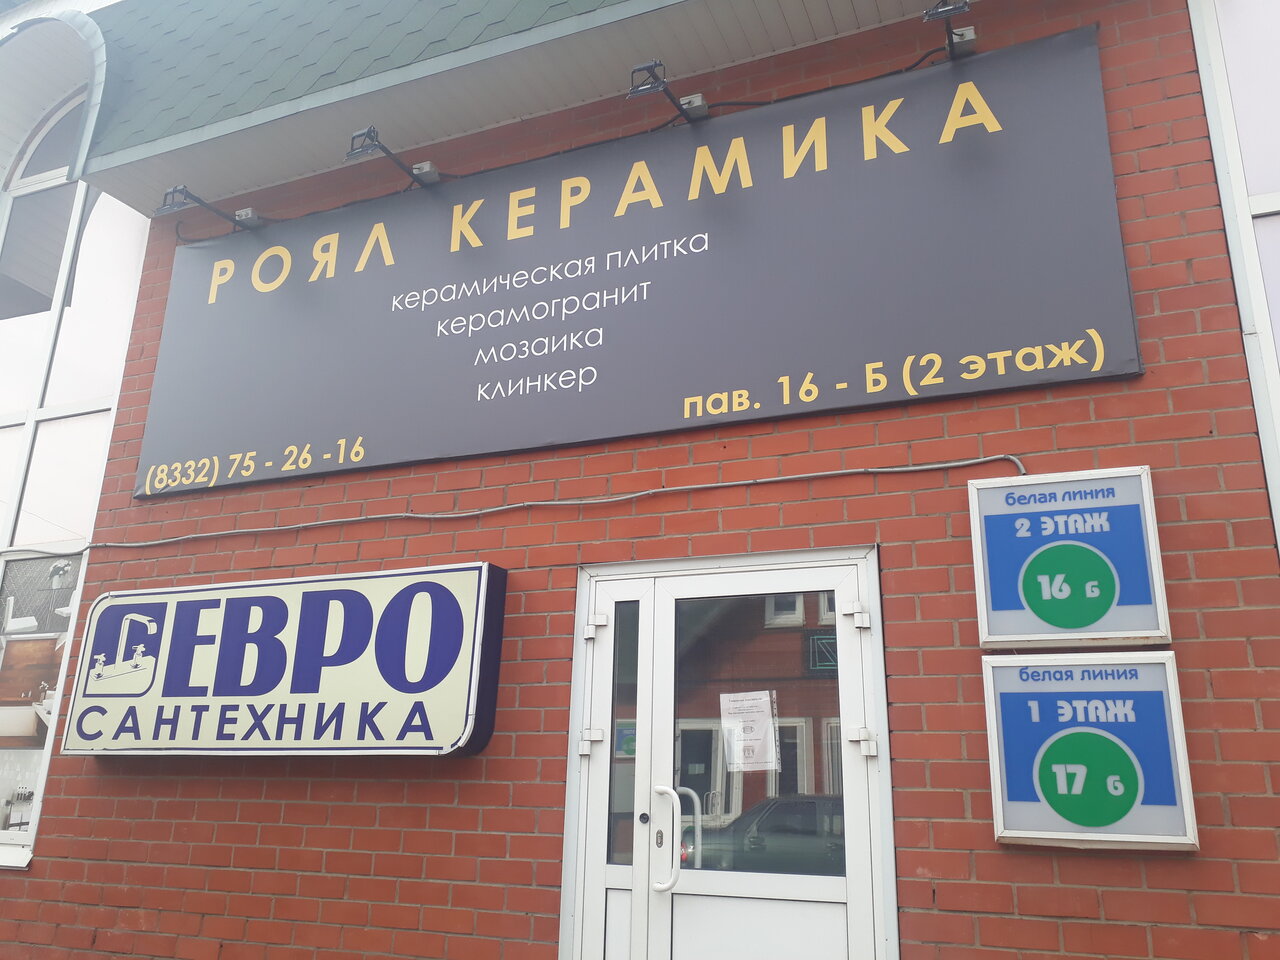 РОЯЛ КЕРАМИКА
керамическая плитка
керамогранит
мозаика
клинкер
(8332) 75 - 26 -16
пав. 16 - Б (2 этаж)
белая линия
2 ЭТАЖ
16 Б
белая линия
1 ЭТАЖ
17 Б
ЕВРО
САНТЕХНИКА